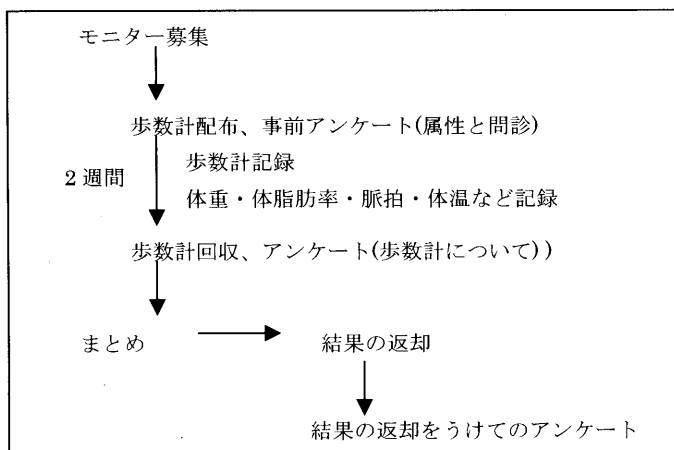 モニター募集
歩数計配布、事前アンケート(属性と問診)
2週間
歩数計記録
体重・体脂肪率・脈拍・体温など記録
歩数計回収、アンケート(歩数計について))
まとめ
結果の返却
結果の返却をうけてのアンケート